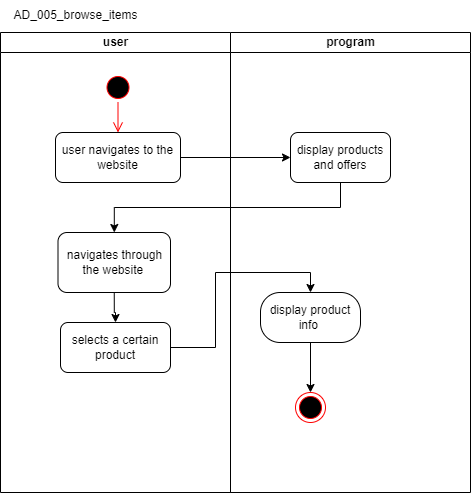 AD_005_browse_items
user
program
user navigates to the
website
display products
and offers
navigates through
the website
selects a certain
product
display product
info